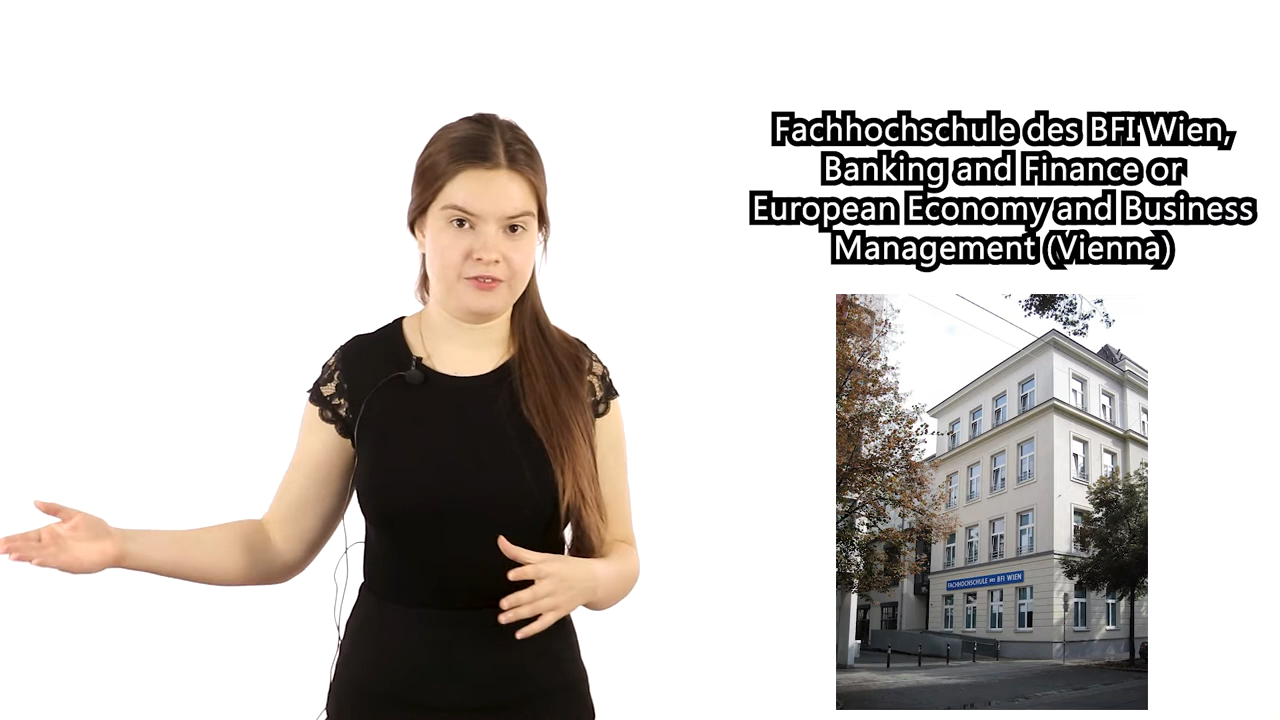 Fachhochschule des BFI Wien,
Banking and Finance or
European Economy and Business
Management (Vienna)
FACHHOCHSCHULE DES BFI WIEN